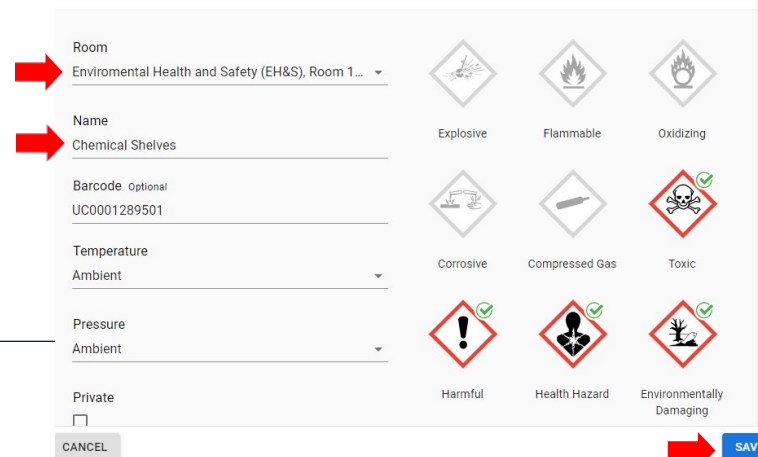 Room
Enviromental Health and Safety (EH&S), Room 1...
Name
Chemical Shelves
Barcode Optional
UC0001289501
Temperature
Ambient
Pressure
Ambient
Private
CANCEL
Explosive Flammable Oxidizing
Corrosive Compressed Gas Toxic
Harmful Health Hazard Environmentally
Damaging
SAV